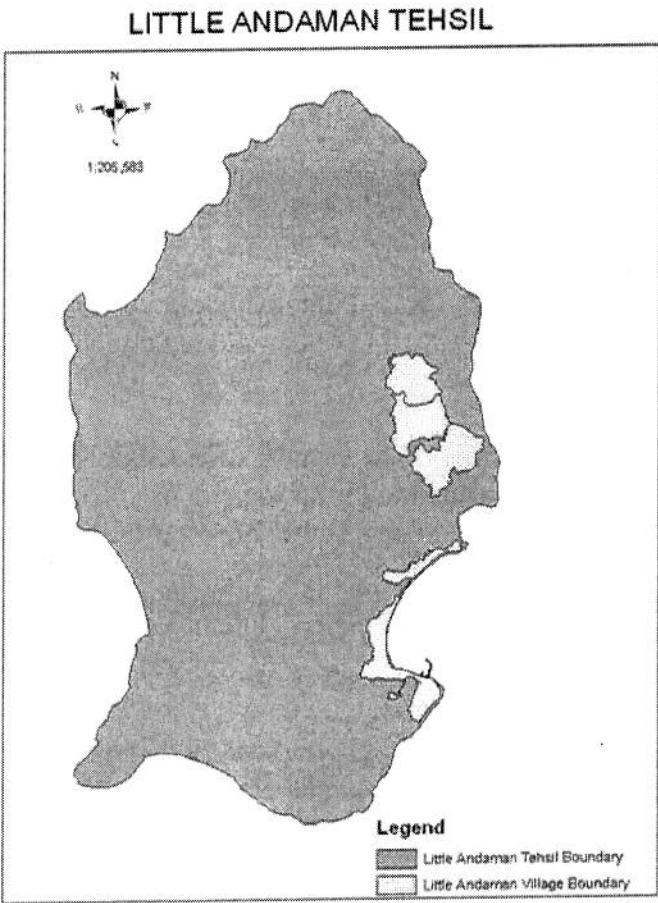 LITTLE ANDAMAN TEHSIL
N
1:205,583
Legend
Little Andaman Tehsil Boundary
Little Andaman Village Boundary